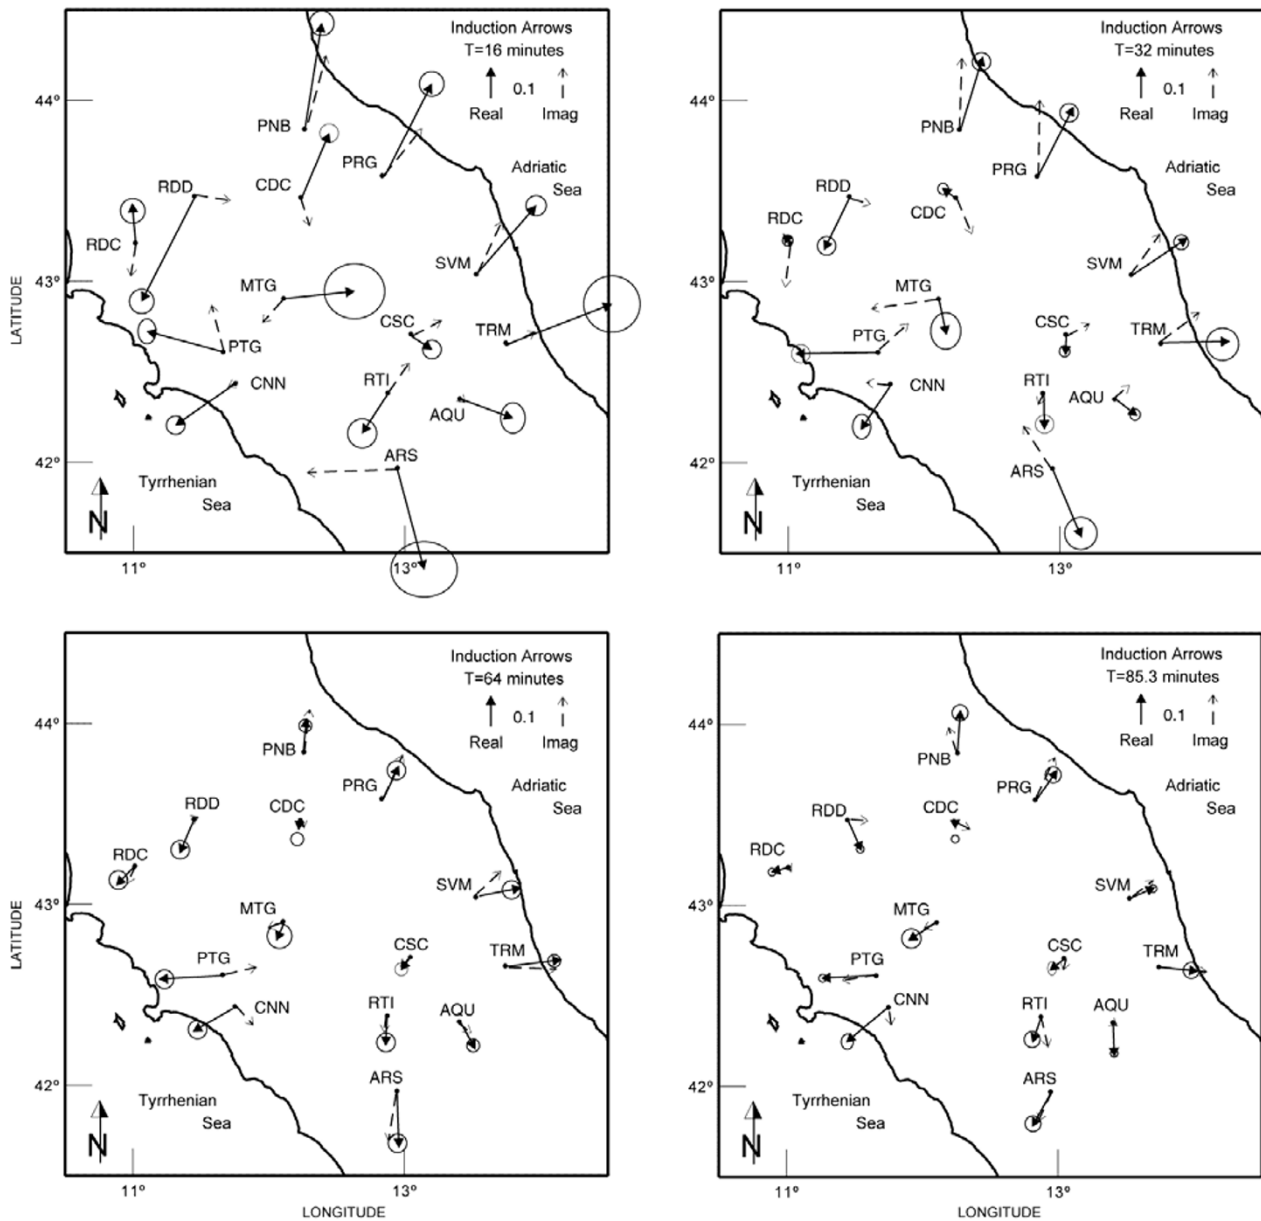 Induction Arrows
T=16 minutes
0.1
Real Imag
44°
PNB
PRG
Adriatic
Sea
RDD
CDC
RDC
SVM
43°
MTG
CSC
TRM
PTG
RTI
CNN
AQU
ARS
42°
Tyrrhenian
Sea
N
11° 13°
LATITUDE
Induction Arrows
T=32 minutes
0.1
Real Imag
44°
PNB
PRG
Adriatic
Sea
RDD
CDC
RDC
SVM
43°
MTG
CSC
TRM
PTG
CNN
RTI
AQU
ARS
42°
Tyrrhenian
Sea
N
11° 13°
Induction Arrows
T=64 minutes
0.1
Real Imag
44°
PNB
PRG
Adriatic
Sea
RDD
CDC
RDC
SVM
43°
MTG
CSC
TRM
PTG
CNN
RTI
AQU
ARS
42°
Tyrrhenian
Sea
N
11° 13°
LATITUDE
LONGITUDE
Induction Arrows
T=85.3 minutes
0.1
Real Imag
44°
PNB
PRG
Adriatic
Sea
RDD
CDC
RDC
SVM
43°
MTG
CSC
TRM
PTG
CNN
RTI
AQU
ARS
42°
Tyrrhenian
Sea
N
11° 13°
LONGITUDE